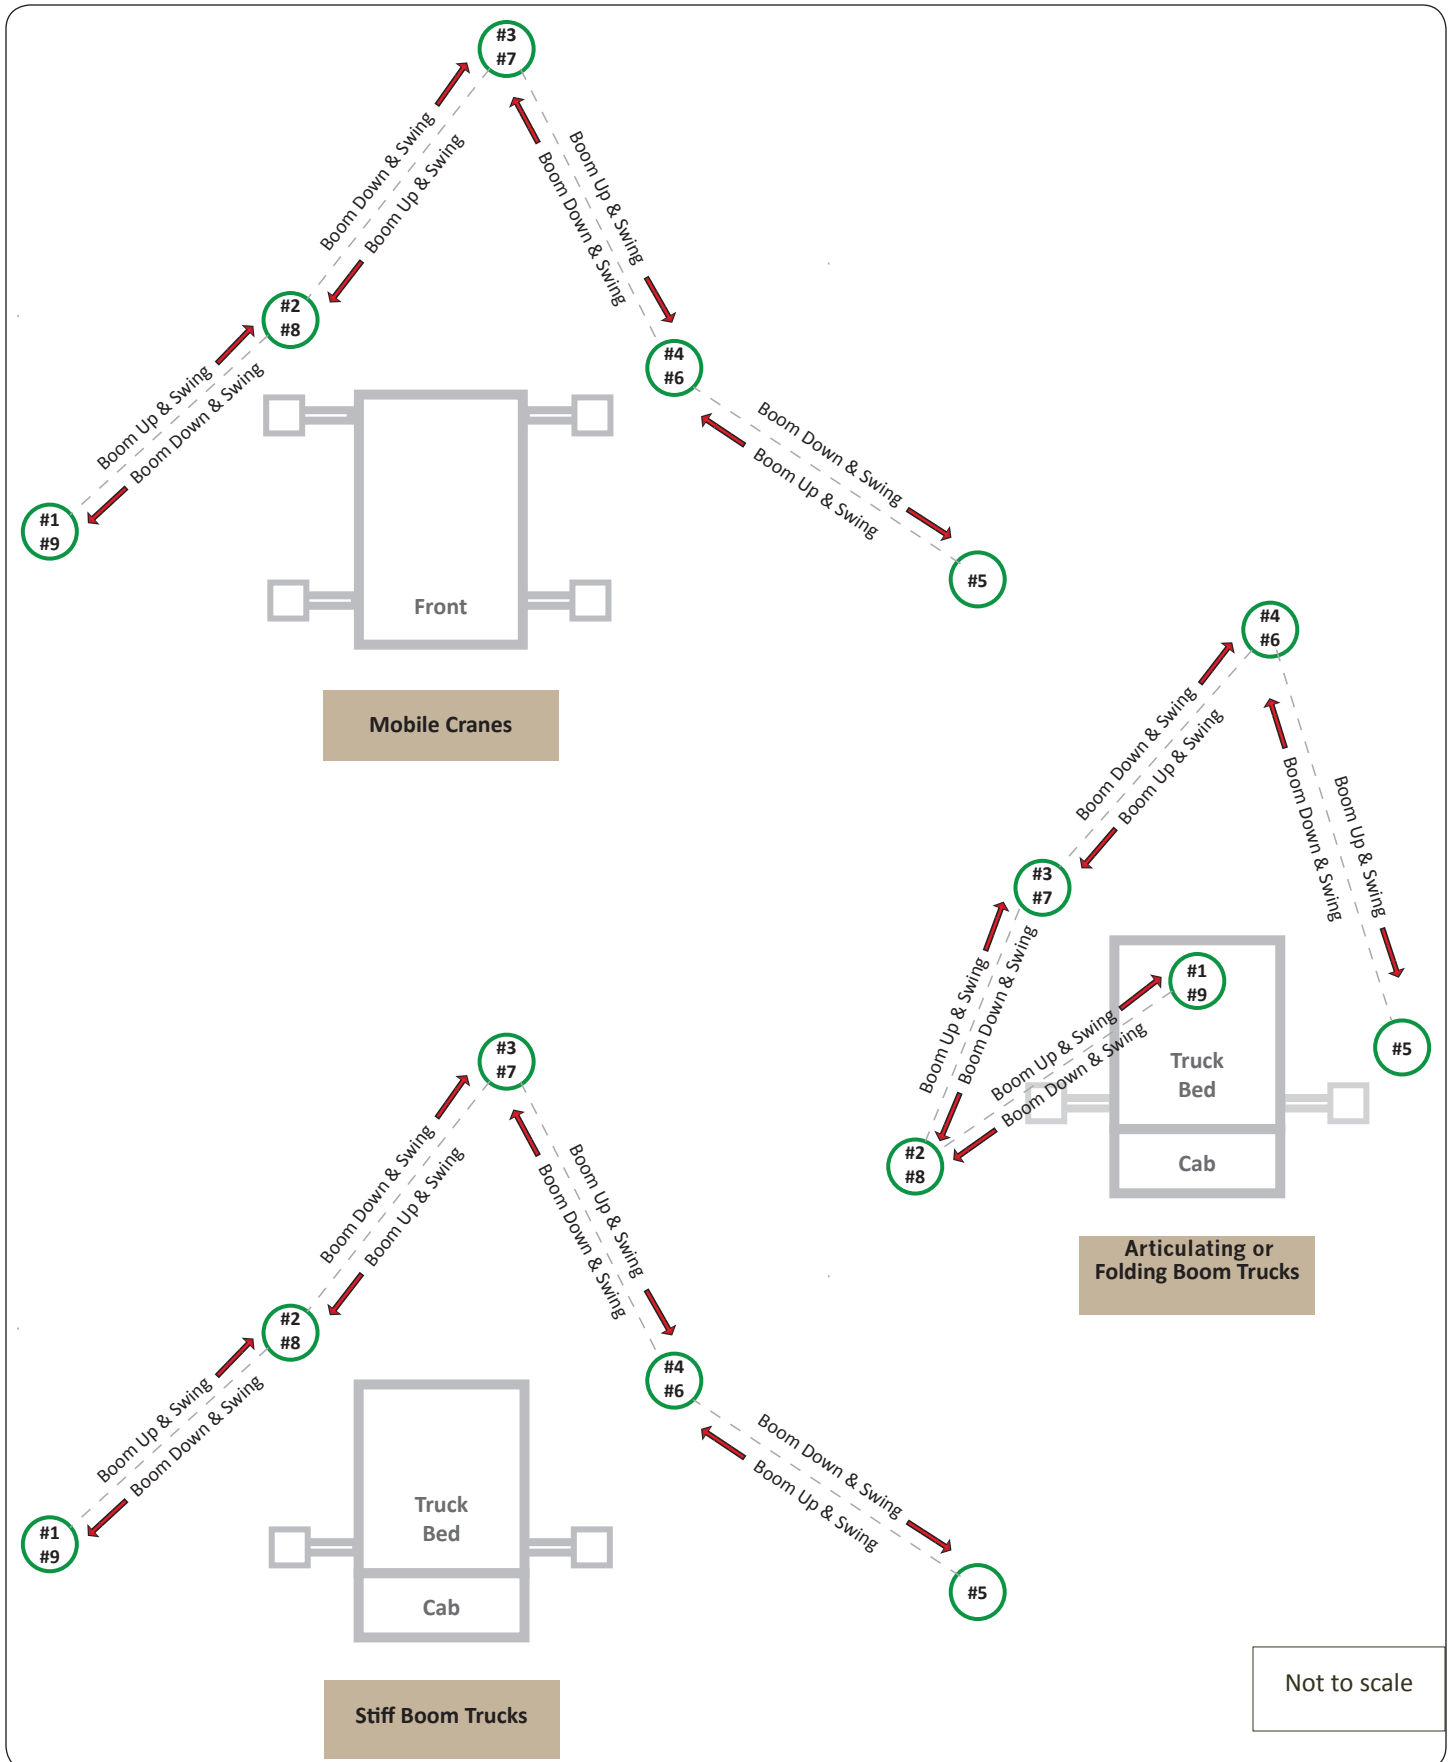 #3
#7
Boom Down & Swing
Boom Up & Swing
Boom Up & Swing
Boom Down & Swing
#2
#8
#4
#6
Boom Up & Swing
Boom Down & Swing
Boom Down & Swing
Boom Up & Swing
#1
#9
#5
Front
Mobile Cranes
#4
#6
Boom Down & Swing
Boom Up & Swing
Boom Up & Swing
Boom Down & Swing
#3
#7
Boom Up & Swing
Boom Down & Swing
#1
#9
Boom Up & Swing
Boom Down & Swing
#5
Truck
Bed
#2
#8
Cab
Articulating or
Folding Boom Trucks
#3
#7
Boom Down & Swing
Boom Up & Swing
Boom Up & Swing
Boom Down & Swing
#2
#8
#4
#6
Boom Up & Swing
Boom Down & Swing
Boom Down & Swing
Boom Up & Swing
#1
#9
#5
Truck
Bed
Cab
Stiff Boom Trucks
Not to scale